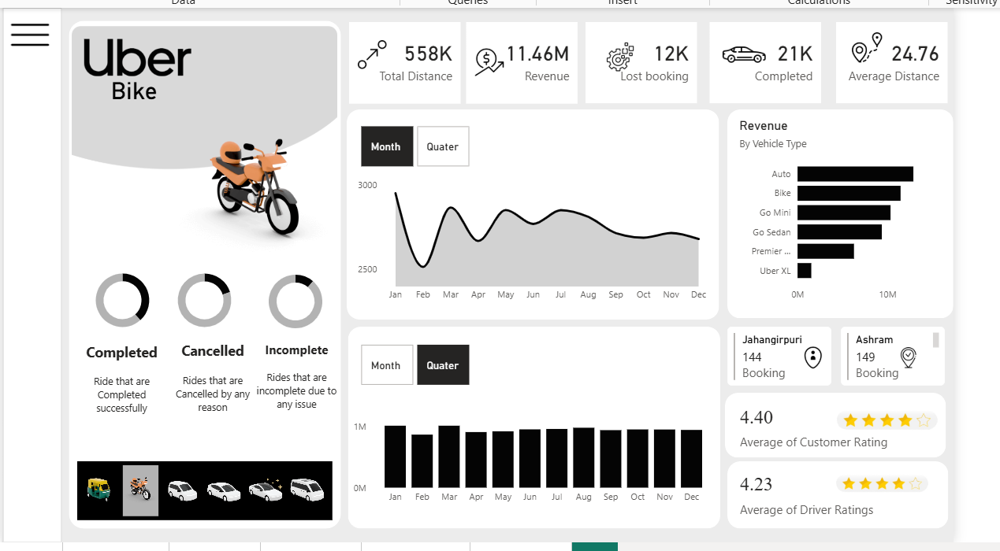 Data
Queries
Insert
Calculations
Sensitivity
Uber
Bike
558K
Total Distance
11.46M
Revenue
12K
Lost booking
21K
Completed
24.76
Average Distance
Month
Quater
3000
2500
Jan Feb Mar Apr May Jun Jul Aug Sep Oct Nov Dec
Revenue
By Vehicle Type
Auto
Bike
Go Mini
Go Sedan
Premier ...
Uber XL
0M 10M
Completed
Ride that are
Completed
successfully
Cancelled
Rides that are
Cancelled by any
reason
Incomplete
Rides that are
incomplete due to
any issue
Month
Quater
1M
0M
Jan Feb Mar Apr May Jun Jul Aug Sep Oct Nov Dec
Jahangirpuri
144
Booking
Ashram
149
Booking
4.40
Average of Customer Rating
4.23
Average of Driver Ratings